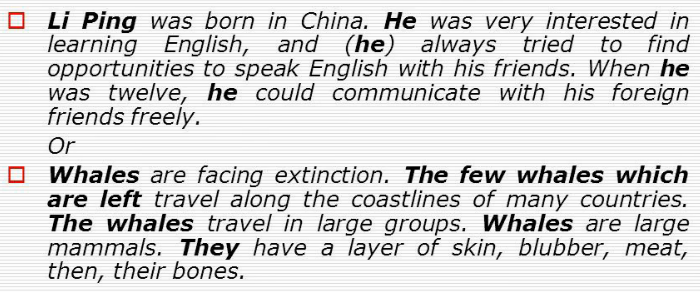 Li Ping was born in China. He was very interested in
learning English, and (he) always tried to find
opportunities to speak English with his friends. When he
was twelve, he could communicate with his foreign
friends freely.
Or
Whales are facing extinction. The few whales which
are left travel along the coastlines of many countries.
The whales travel in large groups. Whales are large
mammals. They have a layer of skin, blubber, meat,
then, their bones.